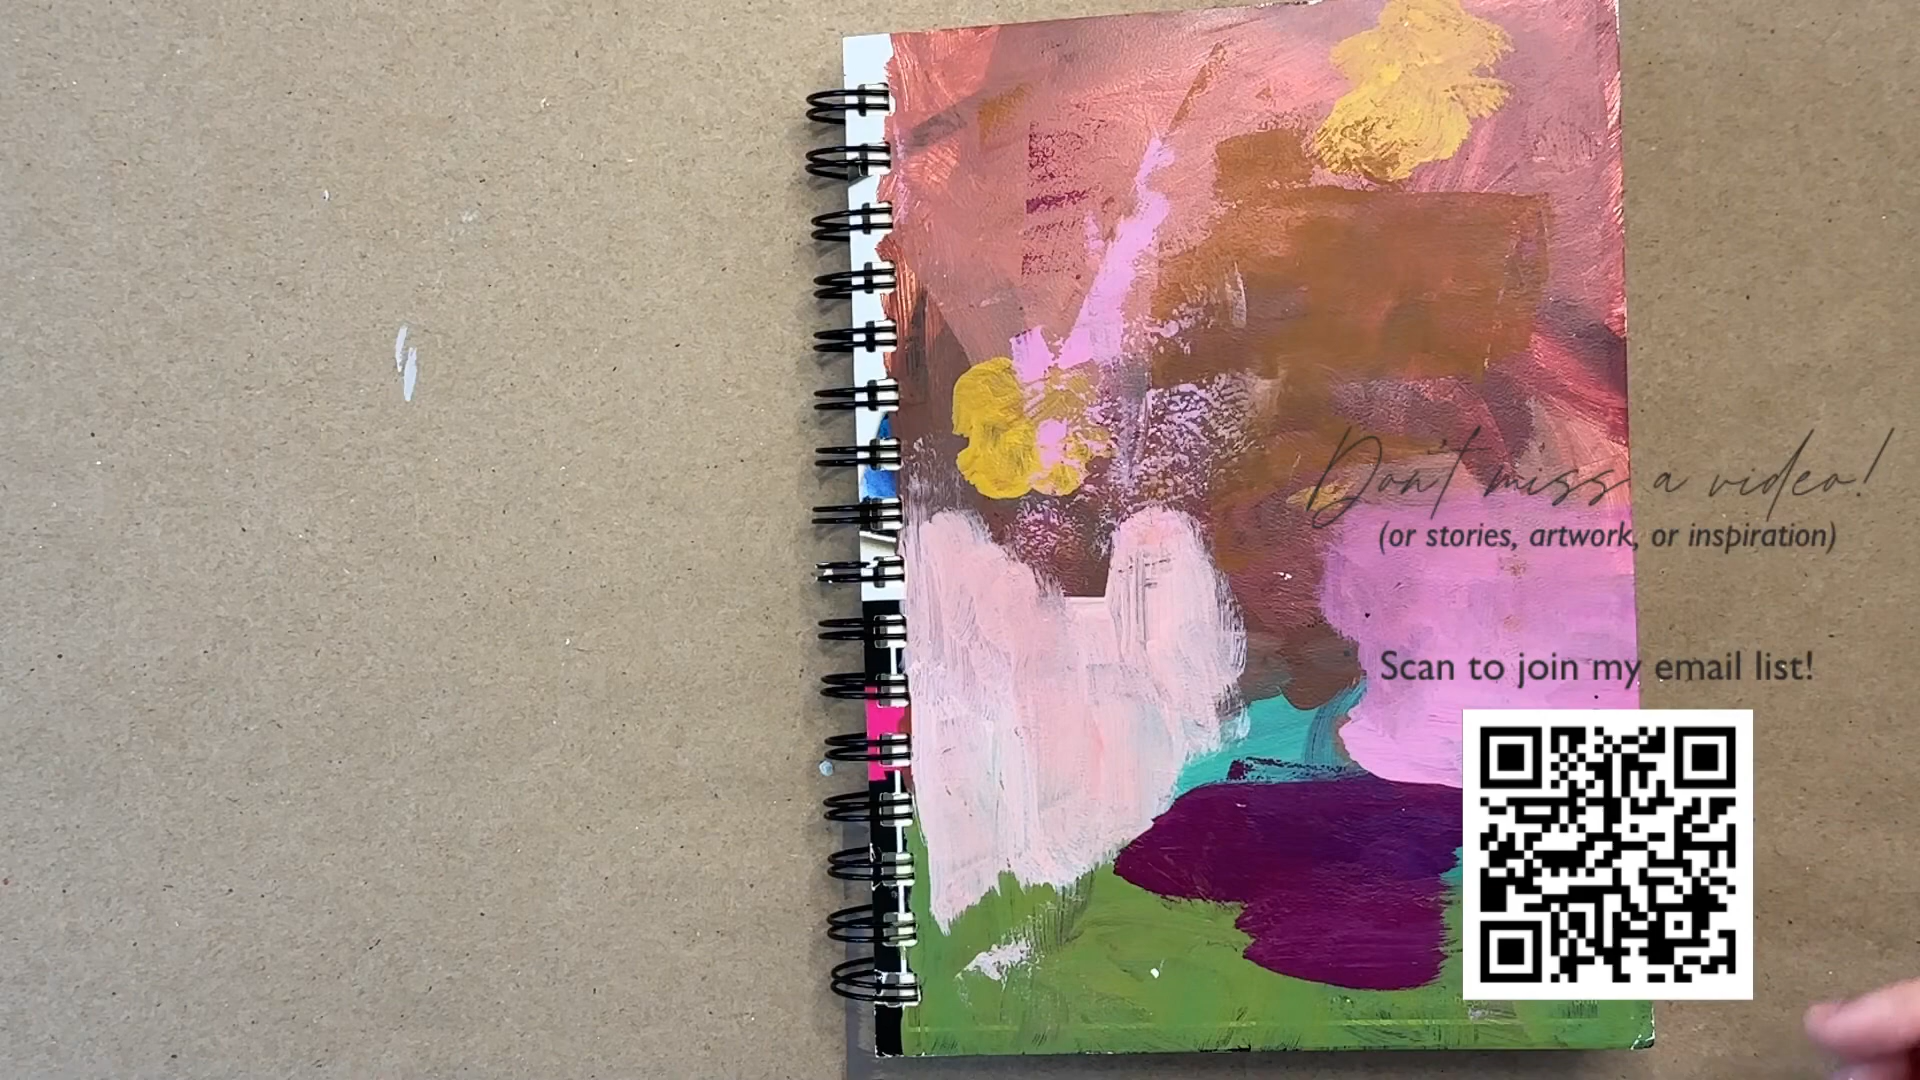 Don't miss a video!
(or stories, artwork, or inspiration)
Scan to join my email list!